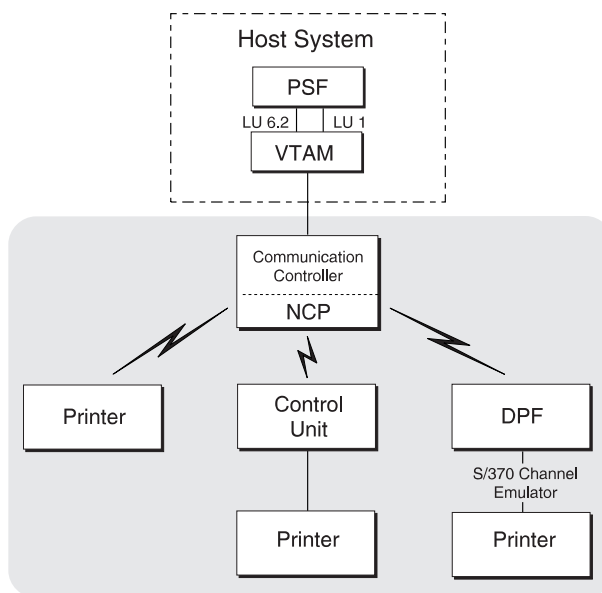 Host System
PSF
LU 6.2
LU 1
VTAM
Communication
Controller
NCP
Printer
Control
Unit
DPF
S/370 Channel
Emulator
Printer
Printer